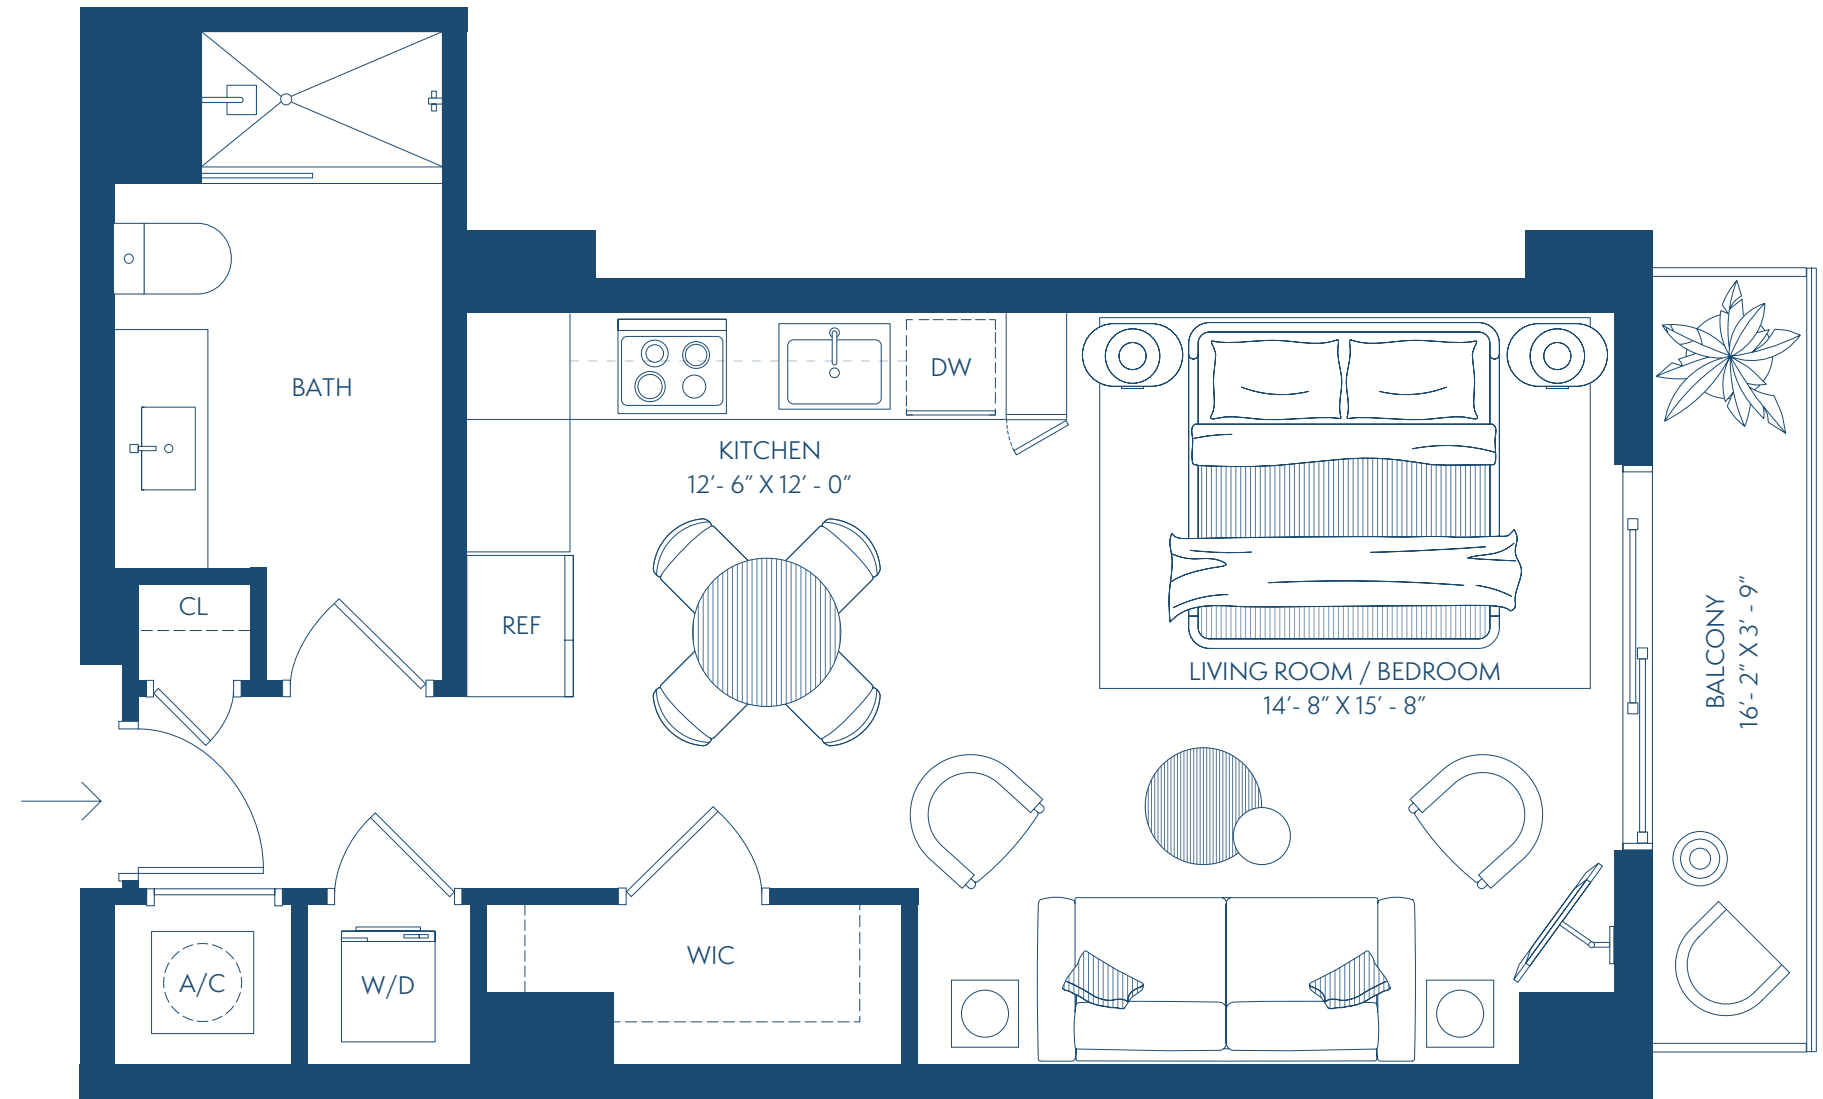 BATH
DW
KITCHEN
12’- 6” X 12’ - 0”
CL
REF
LIVING ROOM / BEDROOM
14’- 8” X 15’ - 8”
BALCONY
16’- 2” X 3’ - 9”
WIC
A/C
W/D